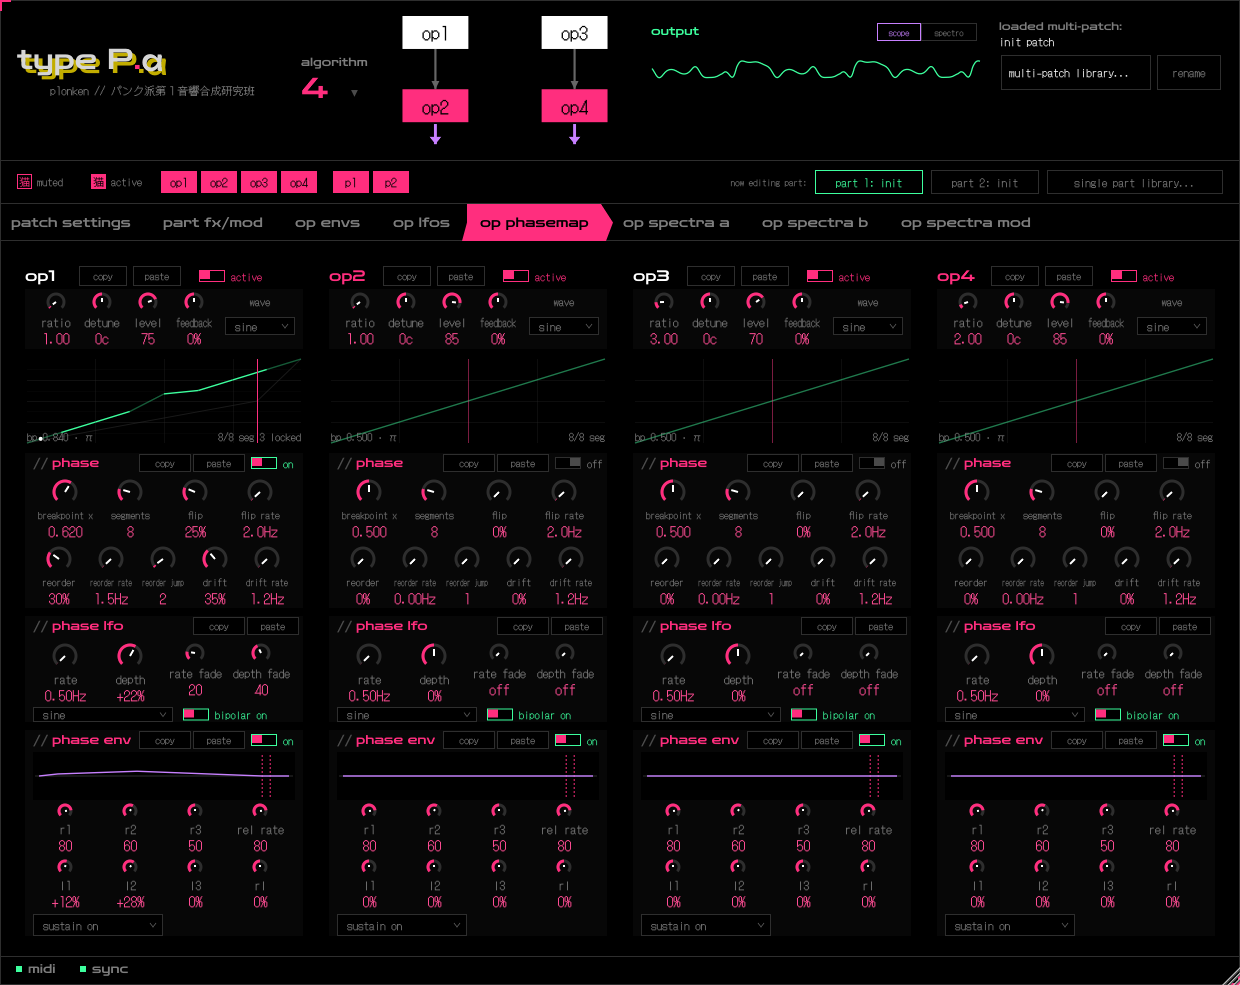 type P.a
plonken // パンク派第1音響合成研究班
algorithm
4
op1
op3
op2
op4
output
scope
spectro
loaded multi-patch:
init patch
multi-patch library...
rename
猫 muted
猫 active
op1 op2 op3 op4 p1 p2
now editing part:
part 1: init
part 2: init
single part library...
patch settings
part fx/mod
op envs
op lfos
op phasemap
op spectra a
op spectra b
op spectra mod
op1 copy paste active
wave
ratio detune level feedback sine
1.00 0c 75 0%
bp 0.840 · π 8/8 seg 3 locked
// phase copy paste on
breakpoint x segments flip flip rate
0.620 8 25% 2.0Hz
reorder reorder rate reorder jump drift drift rate
30% 1.5Hz 2 35% 1.2Hz
// phase lfo copy paste
rate depth rate fade depth fade
0.50Hz +22% 20 40
sine bipolar on
// phase env copy paste on
r1 r2 r3 rel rate
80 60 50 80
l1 l2 l3 rl
+12% +28% 0% 0%
sustain on
op2 copy paste active
wave
ratio detune level feedback sine
1.00 0c 85 0%
bp 0.500 · π 8/8 seg
// phase copy paste off
breakpoint x segments flip flip rate
0.500 8 0% 2.0Hz
reorder reorder rate reorder jump drift drift rate
0% 0.00Hz 1 0% 1.2Hz
// phase lfo copy paste
rate depth rate fade depth fade
0.50Hz 0% off off
sine bipolar on
// phase env copy paste on
r1 r2 r3 rel rate
80 60 50 80
l1 l2 l3 rl
0% 0% 0% 0%
sustain on
op3 copy paste active
wave
ratio detune level feedback sine
3.00 0c 70 0%
bp 0.500 · π 8/8 seg
// phase copy paste off
breakpoint x segments flip flip rate
0.500 8 0% 2.0Hz
reorder reorder rate reorder jump drift drift rate
0% 0.00Hz 1 0% 1.2Hz
// phase lfo copy paste
rate depth rate fade depth fade
0.50Hz 0% off off
sine bipolar on
// phase env copy paste on
r1 r2 r3 rel rate
80 60 50 80
l1 l2 l3 rl
0% 0% 0% 0%
sustain on
op4 copy paste active
wave
ratio detune level feedback sine
2.00 0c 85 0%
bp 0.500 · π 8/8 seg
// phase copy paste off
breakpoint x segments flip flip rate
0.500 8 0% 2.0Hz
reorder reorder rate reorder jump drift drift rate
0% 0.00Hz 1 0% 1.2Hz
// phase lfo copy paste
rate depth rate fade depth fade
0.50Hz 0% off off
sine bipolar on
// phase env copy paste on
r1 r2 r3 rel rate
80 60 50 80
l1 l2 l3 rl
0% 0% 0% 0%
sustain on
midi sync